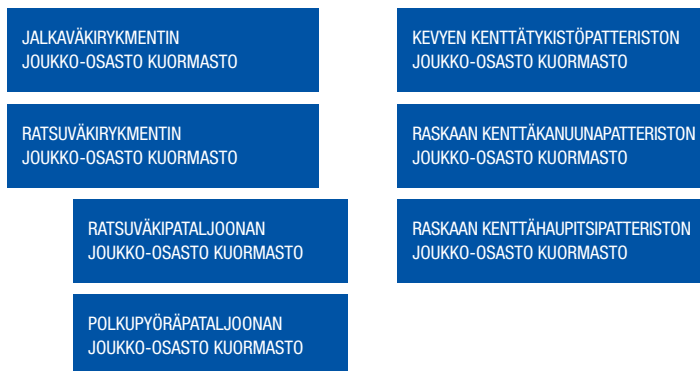 JALKAVÄKIRYKMENTIN
JOUKKO-OSASTO KUORMASTO
RATSUVÄKIRYKMENTIN
JOUKKO-OSASTO KUORMASTO
RATSUVÄKIPATALJOONAN
JOUKKO-OSASTO KUORMASTO
POLKUPYÖRÄPATALJOONAN
JOUKKO-OSASTO KUORMASTO
KEVYEN KENTTÄTYKISTÖPATTERISTON
JOUKKO-OSASTO KUORMASTO
RASKAAN KENTTÄKANUUNAPATTERISTON
JOUKKO-OSASTO KUORMASTO
RASKAAN KENTTÄHAUPITSIPATTERISTON
JOUKKO-OSASTO KUORMASTO